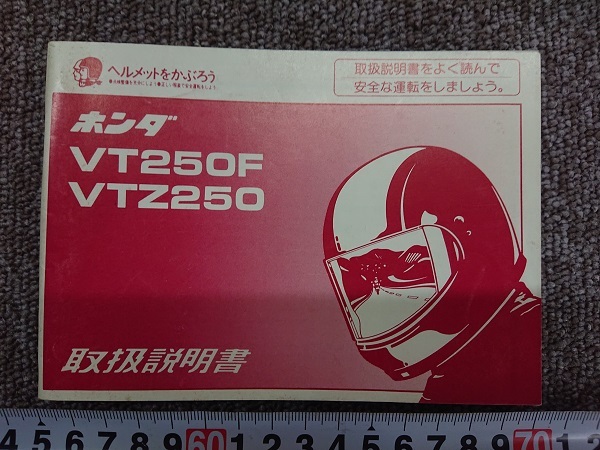 ヘルメットをかぶろう
取扱説明書をよく読んで
安全な運転をしましょう。
ホンダ
VT250F
VTZ250
取扱説明書
4 5 6 7 8 9 60 1 2 3 4 5 6 7 8 9 70 1 2